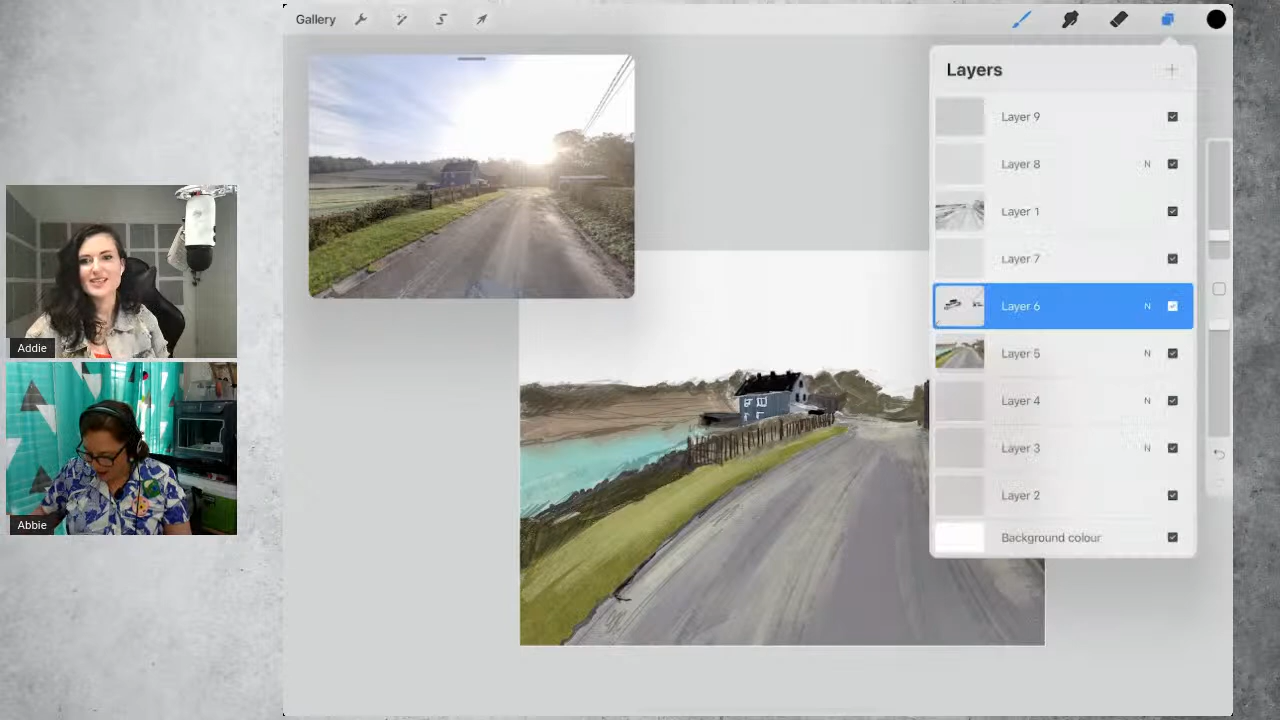 Gallery
Layers
Layer 9
Layer 8 N
Layer 1
Layer 7
Layer 6 N
Layer 5 N
Layer 4 N
Layer 3 N
Layer 2
Background colour
Addie
Abbie